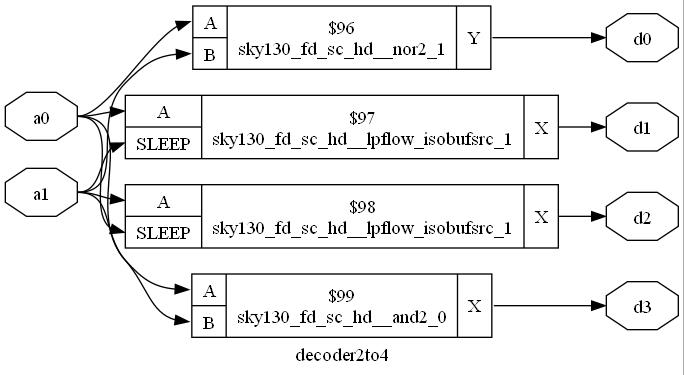 a0
a1
A
B
$96
sky130_fd_sc_hd__nor2_1
Y
d0
A
SLEEP
$97
sky130_fd_sc_hd__lpflow_isobufsrc_1
X
d1
A
SLEEP
$98
sky130_fd_sc_hd__lpflow_isobufsrc_1
X
d2
A
B
$99
sky130_fd_sc_hd__and2_0
X
d3
decoder2to4